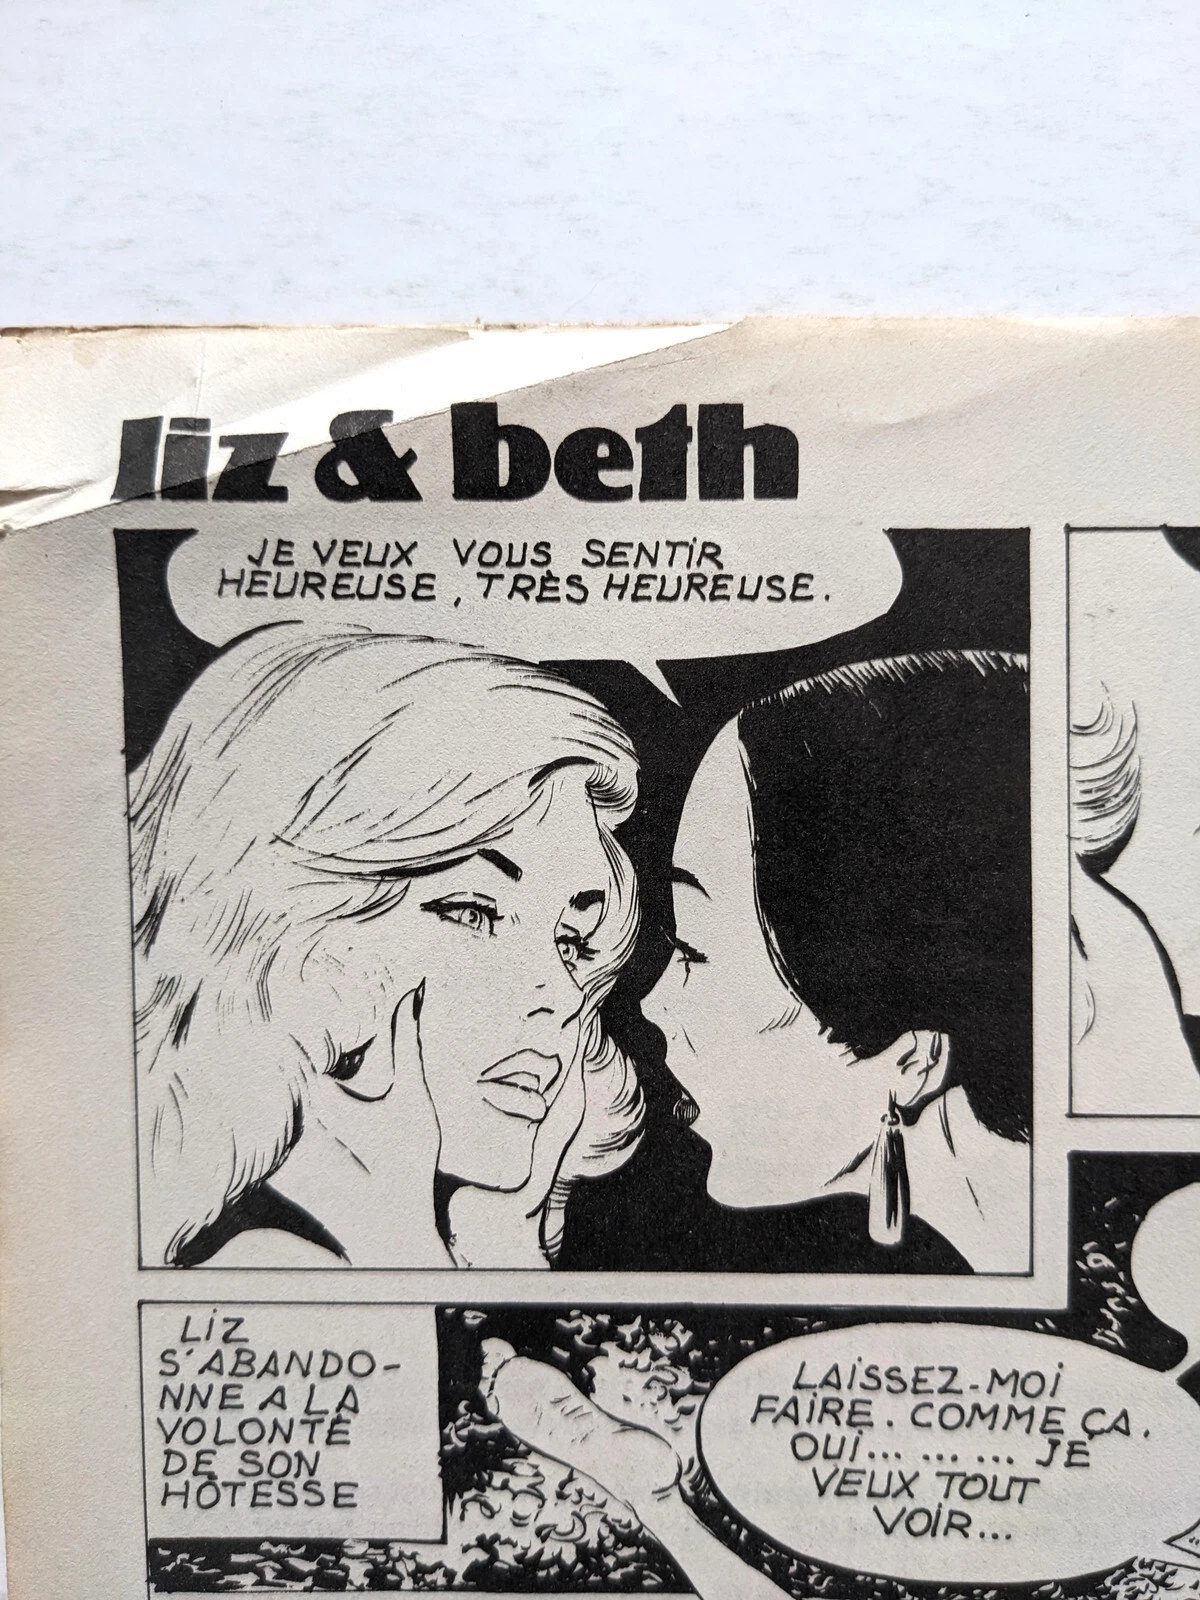 liz & beth
JE VEUX VOUS SENTIR
HEUREUSE, TRÈS HEUREUSE.
LIZ
S'ABANDO-
NNE A LA
VOLONTÉ
DE SON
HÔTESSE
LAISSEZ-MOI
FAIRE. COMME ÇA.
OUI... ... ... JE
VEUX TOUT
VOIR...